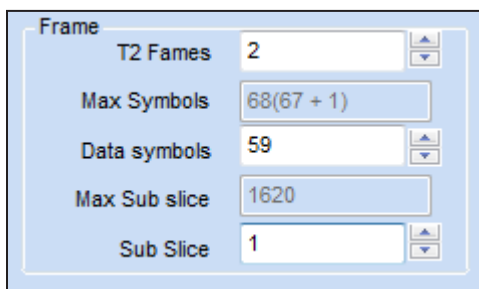 Frame
T2 Fames 2
Max Symbols 68(67 + 1)
Data symbols 59
Max Sub slice 1620
Sub Slice 1